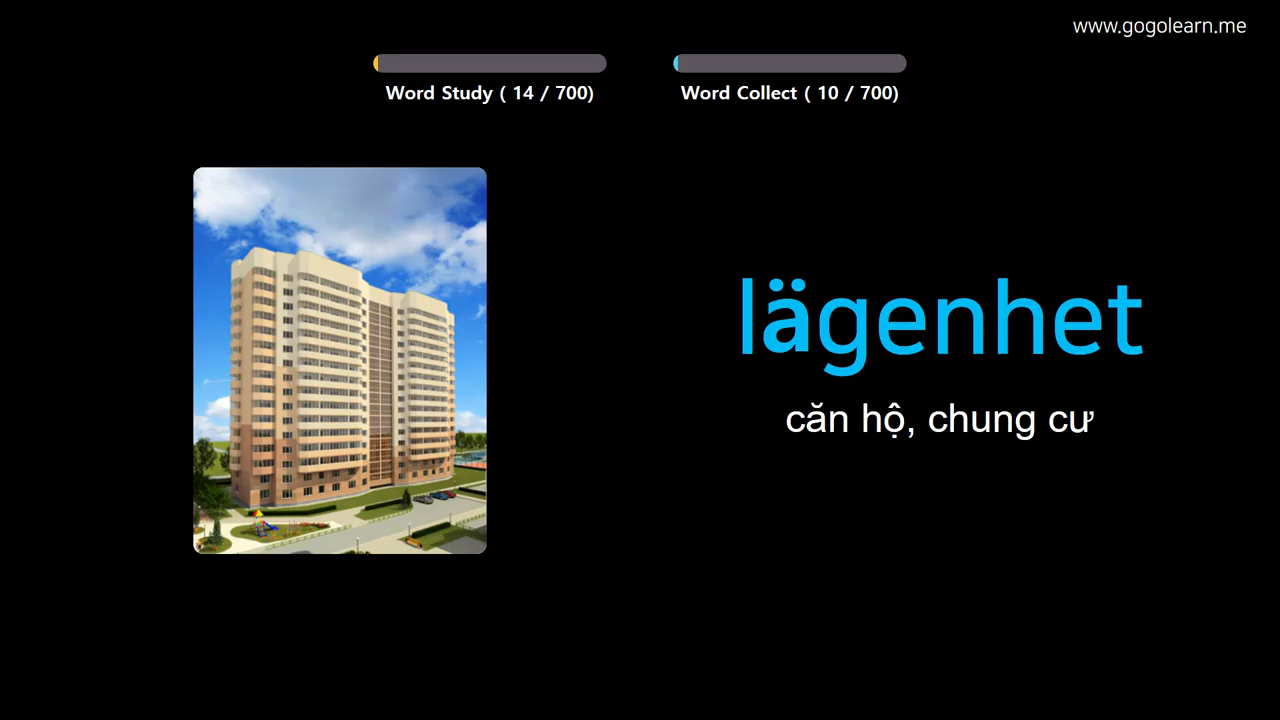 www.gogolearn.me
Word Study ( 14 / 700)
Word Collect ( 10 / 700)
lägenhet
căn hộ, chung cư